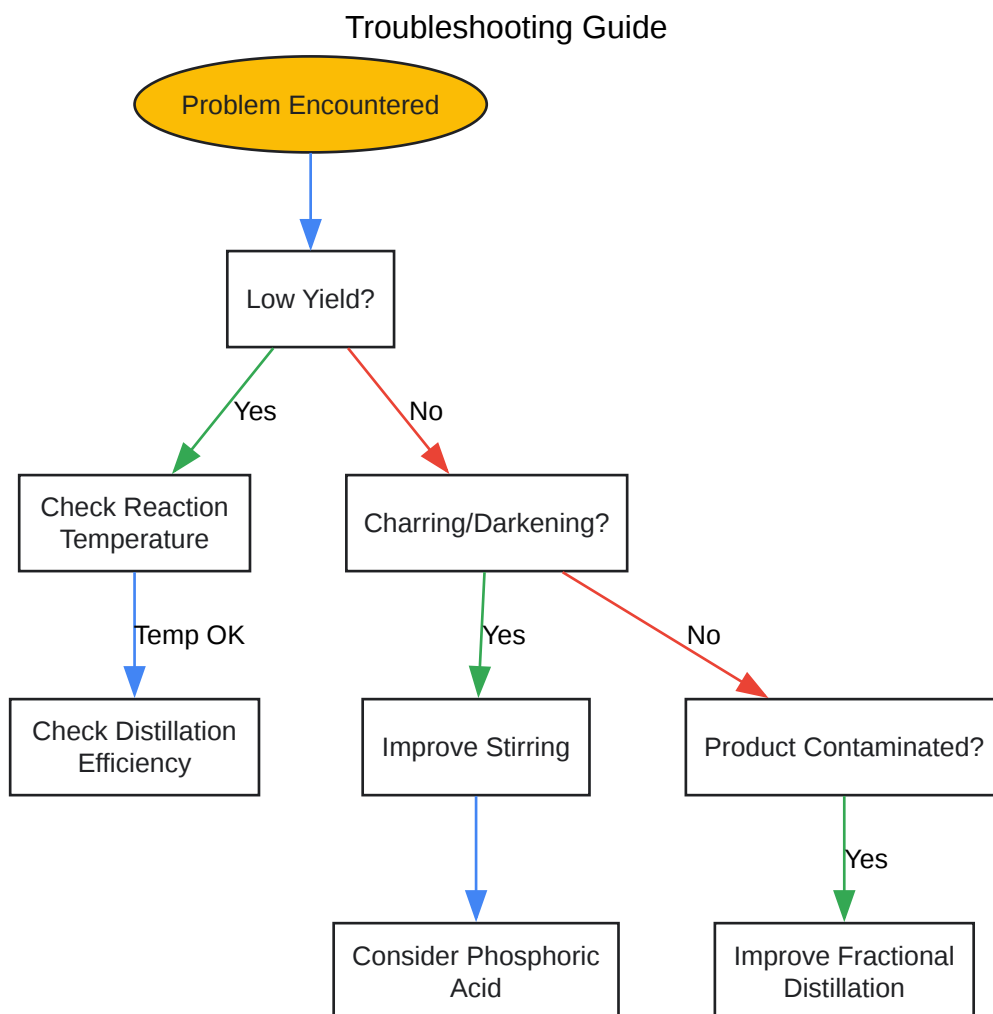 Troubleshooting Guide
Problem Encountered
Low Yield?
Yes
No
Check Reaction
Temperature
Charring/Darkening?
Temp OK
Yes
No
Check Distillation
Efficiency
Improve Stirring
Product Contaminated?
Yes
Consider Phosphoric
Acid
Improve Fractional
Distillation